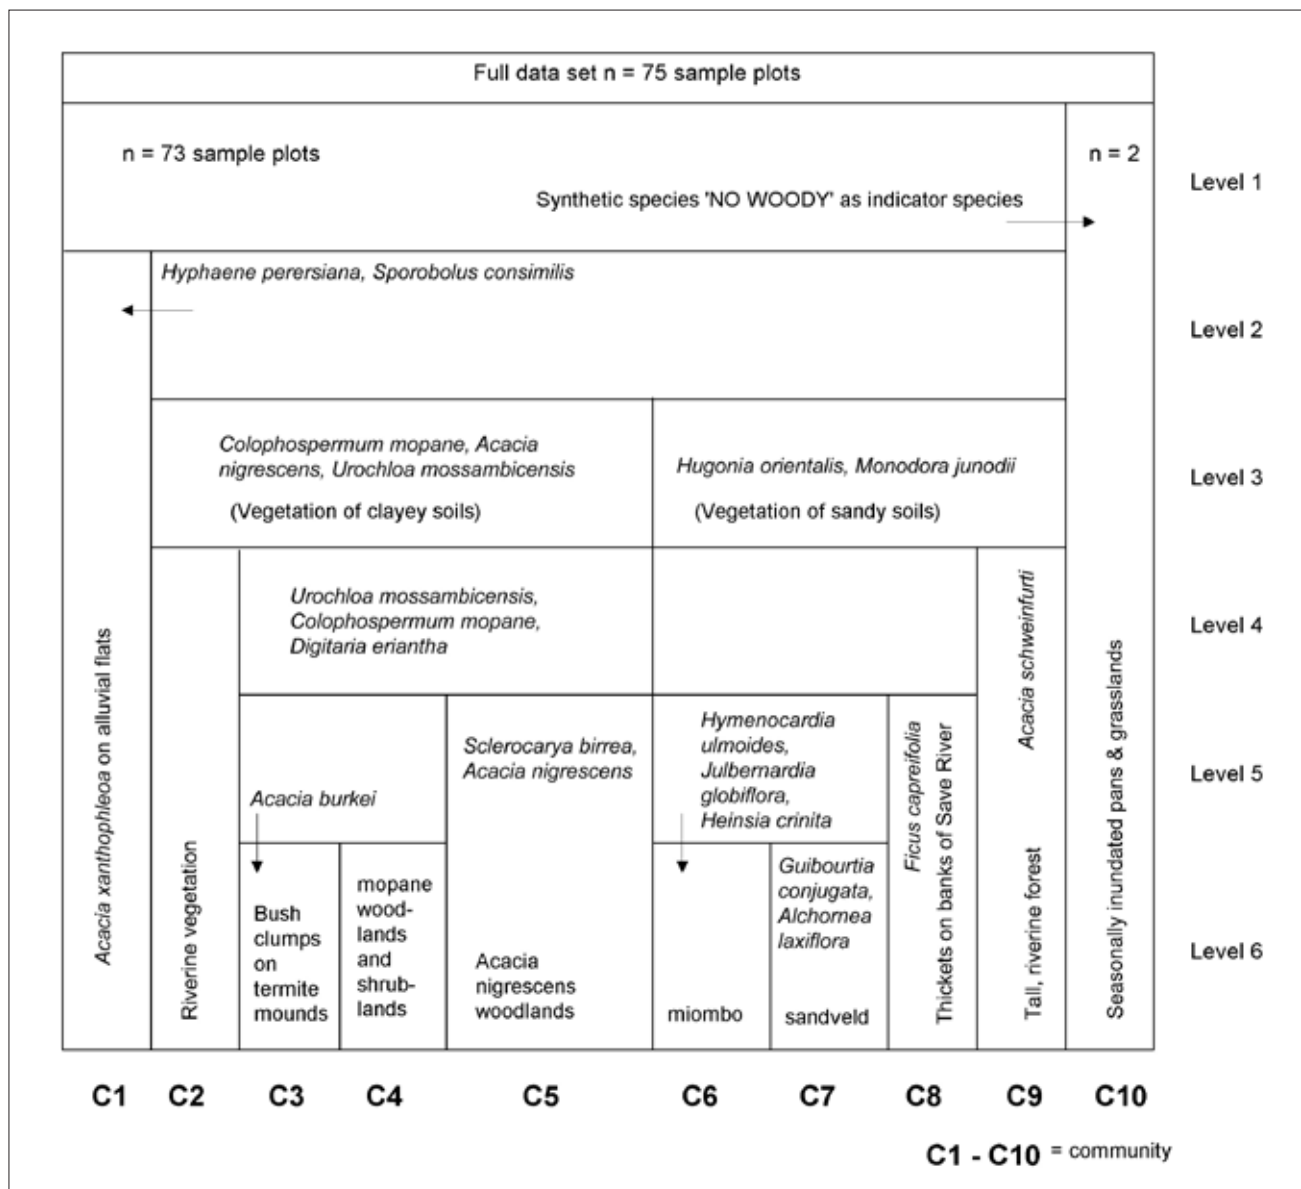 Full data set n = 75 sample plots
n = 73 sample plots
n = 2
Level 1
Synthetic species 'NO WOODY' as indicator species
Hyphaene perersiana, Sporobolus consimilis
Level 2
Colophospermum mopane, Acacia
nigrescens, Urochloa mossambicensis
(Vegetation of clayey soils)
Hugonia orientalis, Monodora junodii
(Vegetation of sandy soils)
Level 3
Urochloa mossambicensis,
Colophospermum mopane,
Digitaria eriantha
Level 4
Acacia xanthophleoa on alluvial flats
Riverine vegetation
Acacia burkei
Sclerocarya birrea,
Acacia nigrescens
Hymenocardia
ulmoides,
Julbernardia
globiflora,
Heinsia crinita
Level 5
Bush
clumps
on
termite
mounds
mopane
wood-
lands
and
shrub-
lands
Acacia
nigrescens
woodlands
miombo
Guibourtia
conjugata,
Alchornea
laxiflora
sandveld
Ficus capreifolia
Thickets on banks of Save River
Acacia schweinfurti
Tall, riverine forest
Seasonally inundated pans & grasslands
Level 6
C1 C2 C3 C4 C5 C6 C7 C8 C9 C10
C1 - C10 = community